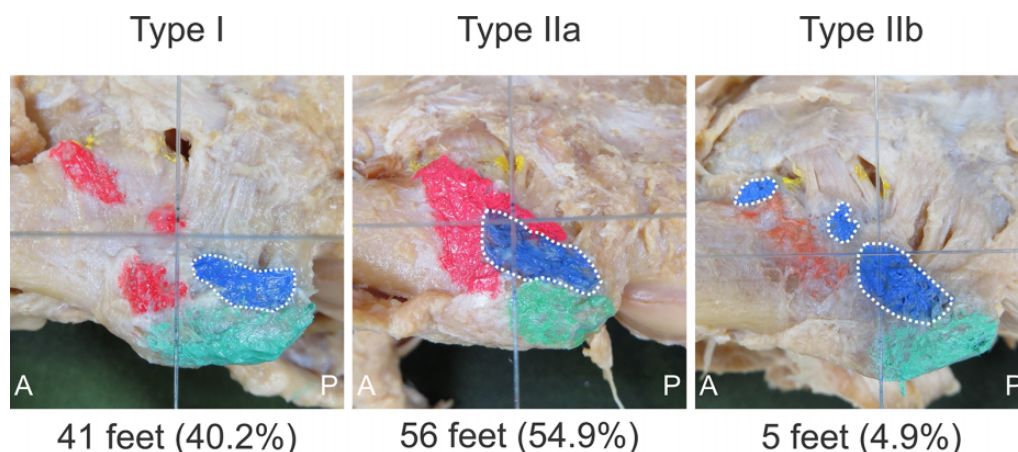 Type I Type IIa Type IIb
A P A P A P
41 feet (40.2%) 56 feet (54.9%) 5 feet (4.9%)